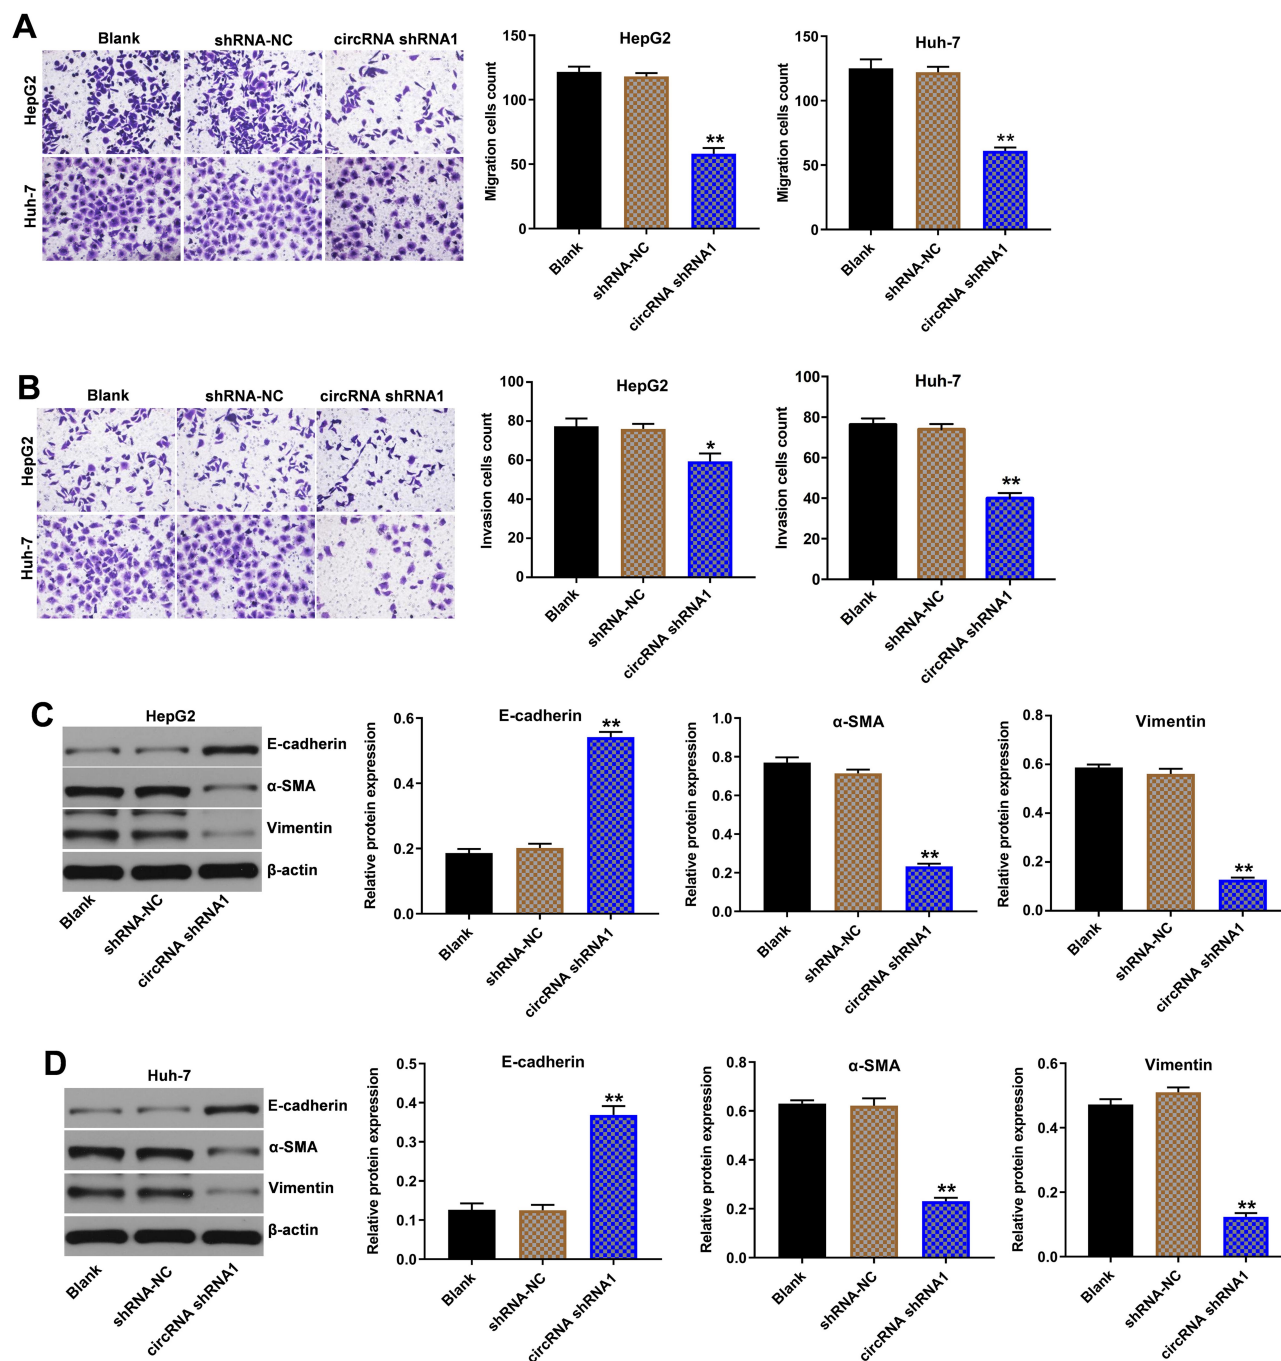 A
Blank shRNA-NC circRNA shRNA1
HepG2
Huh-7
HepG2
Migration cells count
150
100
50
0
Blank
shRNA-NC
circRNA shRNA1
**
Huh-7
Migration cells count
150
100
50
0
Blank
shRNA-NC
circRNA shRNA1
**
B
Blank shRNA-NC circRNA shRNA1
HepG2
Huh-7
HepG2
Invasion cells count
100
80
60
40
20
0
Blank
shRNA-NC
circRNA shRNA1
*
Huh-7
Invasion cells count
100
80
60
40
20
0
Blank
shRNA-NC
circRNA shRNA1
**
C
HepG2
E-cadherin
α-SMA
Vimentin
β-actin
Blank
shRNA-NC
circRNA shRNA1
E-cadherin
Relative protein expression
0.6
0.4
0.2
0.0
Blank
shRNA-NC
circRNA shRNA1
**
α-SMA
Relative protein expression
1.0
0.8
0.6
0.4
0.2
0.0
Blank
shRNA-NC
circRNA shRNA1
**
Vimentin
Relative protein expression
0.8
0.6
0.4
0.2
0.0
Blank
shRNA-NC
circRNA shRNA1
**
D
Huh-7
E-cadherin
α-SMA
Vimentin
β-actin
Blank
shRNA-NC
circRNA shRNA1
E-cadherin
Relative protein expression
0.5
0.4
0.3
0.2
0.1
0.0
Blank
shRNA-NC
circRNA shRNA1
**
α-SMA
Relative protein expression
0.8
0.6
0.4
0.2
0.0
Blank
shRNA-NC
circRNA shRNA1
**
Vimentin
Relative protein expression
0.6
0.4
0.2
0.0
Blank
shRNA-NC
circRNA shRNA1
**